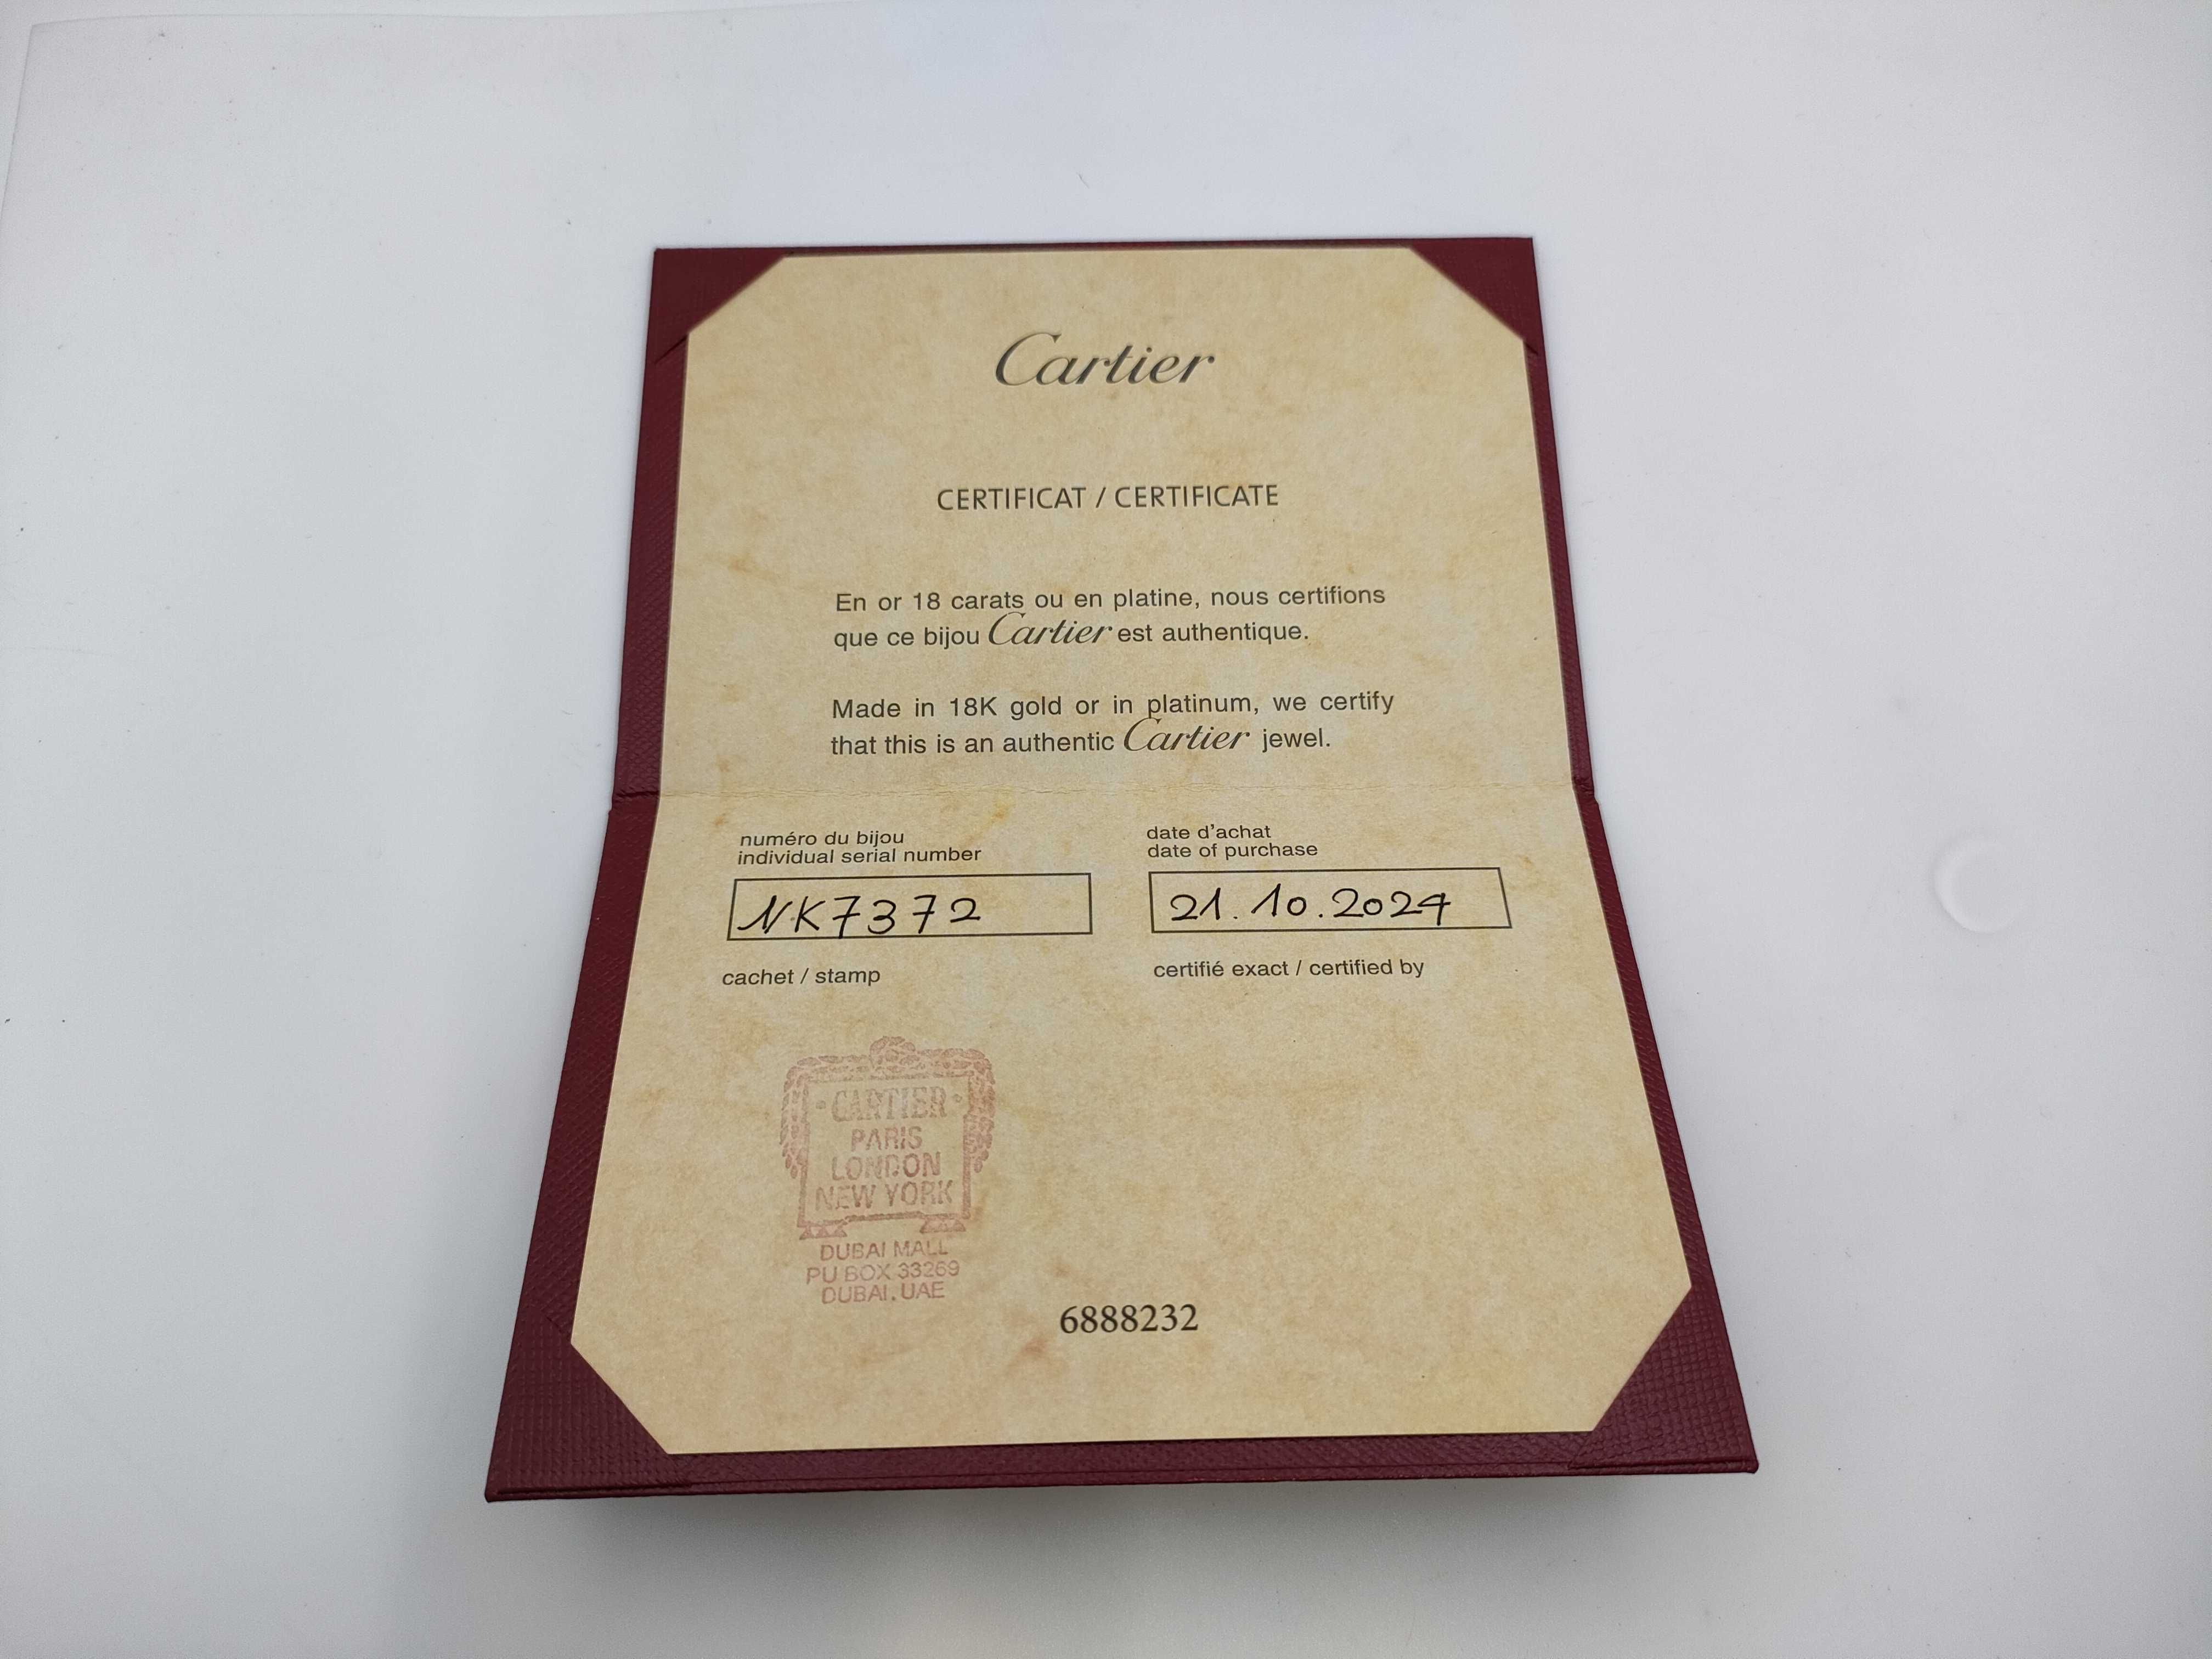 Cartier
CERTIFICAT / CERTIFICATE
En or 18 carats ou en platine, nous certifions
que ce bijou Cartier est authentique.
Made in 18K gold or in platinum, we certify
that this is an authentic Cartier jewel.
numéro du bijou
individual serial number
NK7372
date d'achat
date of purchase
21.10.2024
cachet / stamp
certifié exact / certified by
·CARTIER·
PARIS
LONDON
NEW YORK
DUBAI MALL
PU BOX 33269
DUBAI. UAE
6888232